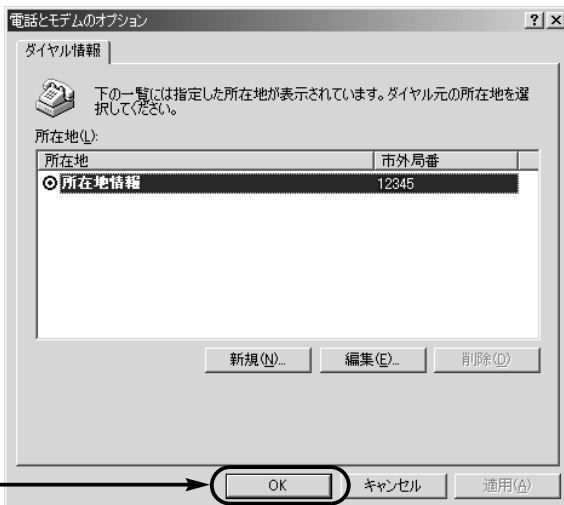 電話とモデムのオプション
? ×
ダイヤル情報
下の一覧には指定した所在地が表示されています。ダイヤル元の所在地を選
択してください。
所在地(L):
所在地 市外局番
所在地情報 12345
新規(N)... 編集(E)... 削除(D)
OK キャンセル 適用(A)